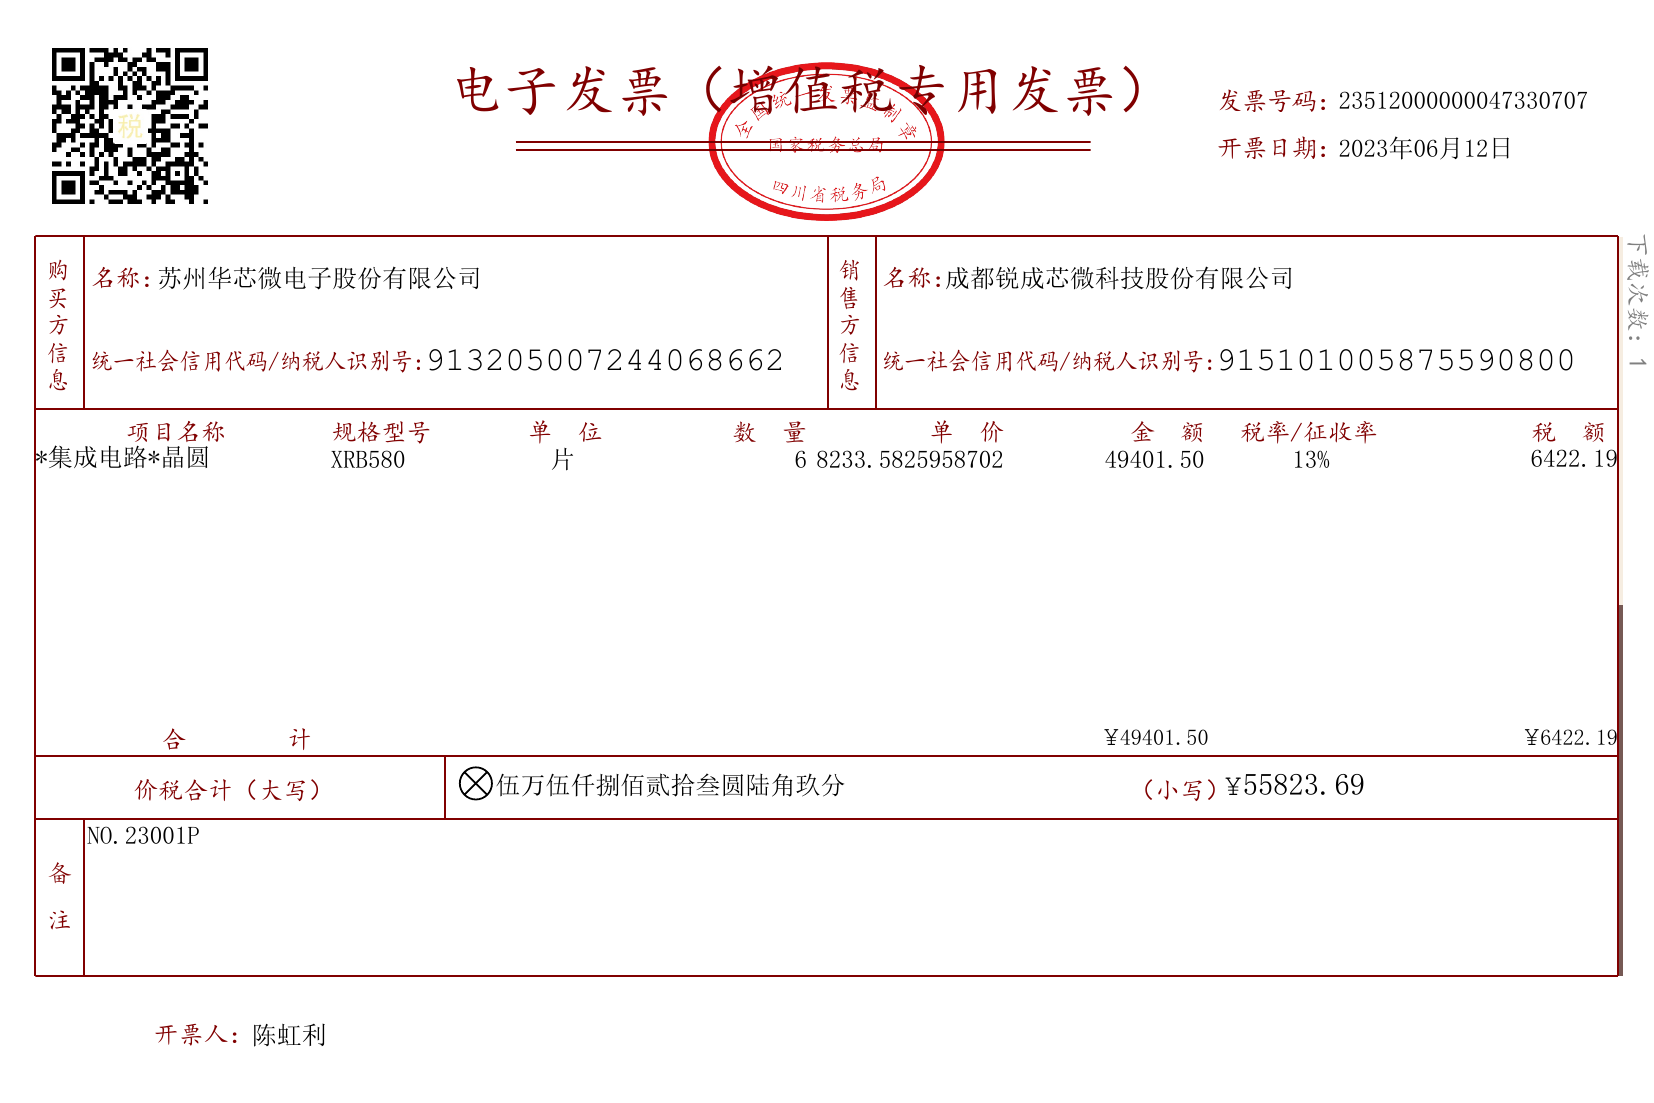 税
电子发票（增值税专用发票）
全国统一发票监制章
国家税务总局
四川省税务局
发票号码：23512000000047330707
开票日期：2023年06月12日
下载次数：1
购买方信息
名称：苏州华芯微电子股份有限公司
统一社会信用代码/纳税人识别号：913205007244068662
销售方信息
名称：成都锐成芯微科技股份有限公司
统一社会信用代码/纳税人识别号：915101005875590800
项目名称 规格型号 单位 数量 单价 金额 税率/征收率 税额
*集成电路*晶圆 XRB580 片 6 8233.5825958702 49401.50 13% 6422.19
合计 ¥49401.50 ¥6422.19
价税合计（大写） 伍万伍仟捌佰贰拾叁圆陆角玖分 （小写）¥55823.69
备注
NO.23001P
开票人：陈虹利